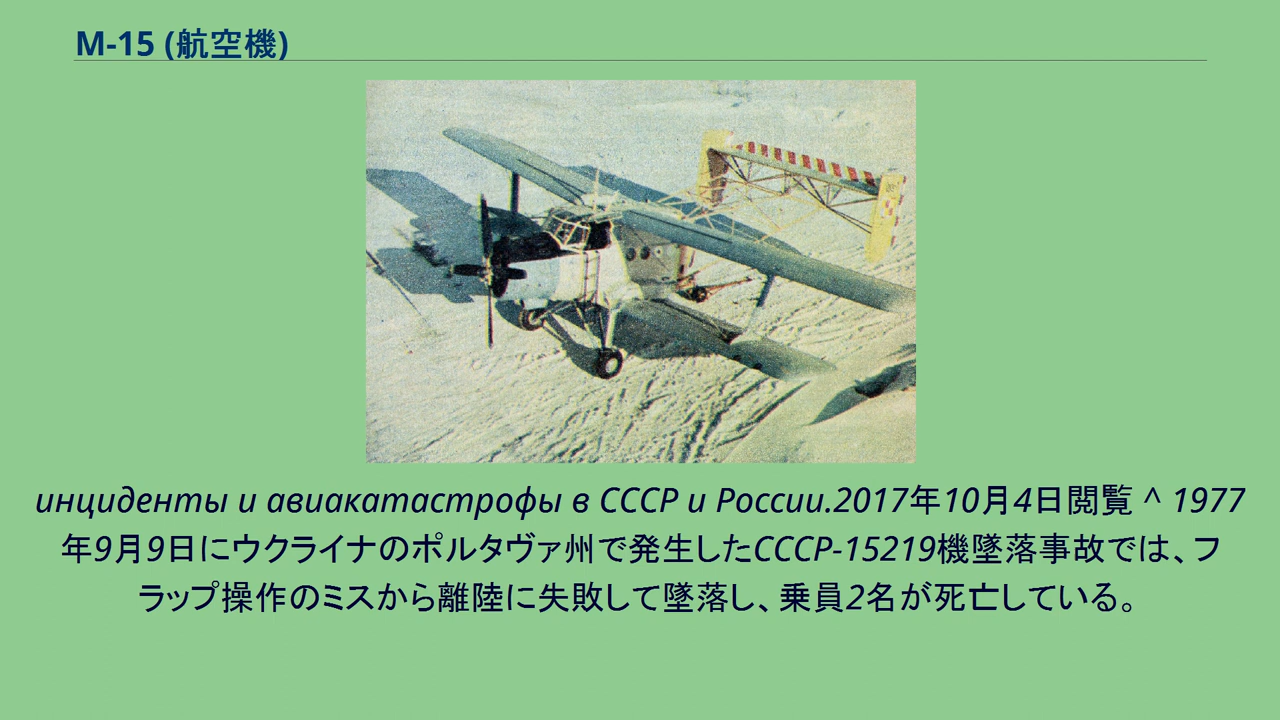 M-15 (航空機)
инциденты и авиакатастрофы в СССР и России.2017年10月4日閲覧 ^ 1977
年9月9日にウクライナのポルタヴァ州で発生したСССР-15219機墜落事故では、フ
ラップ操作のミスから離陸に失敗して墜落し、乗員2名が死亡している。